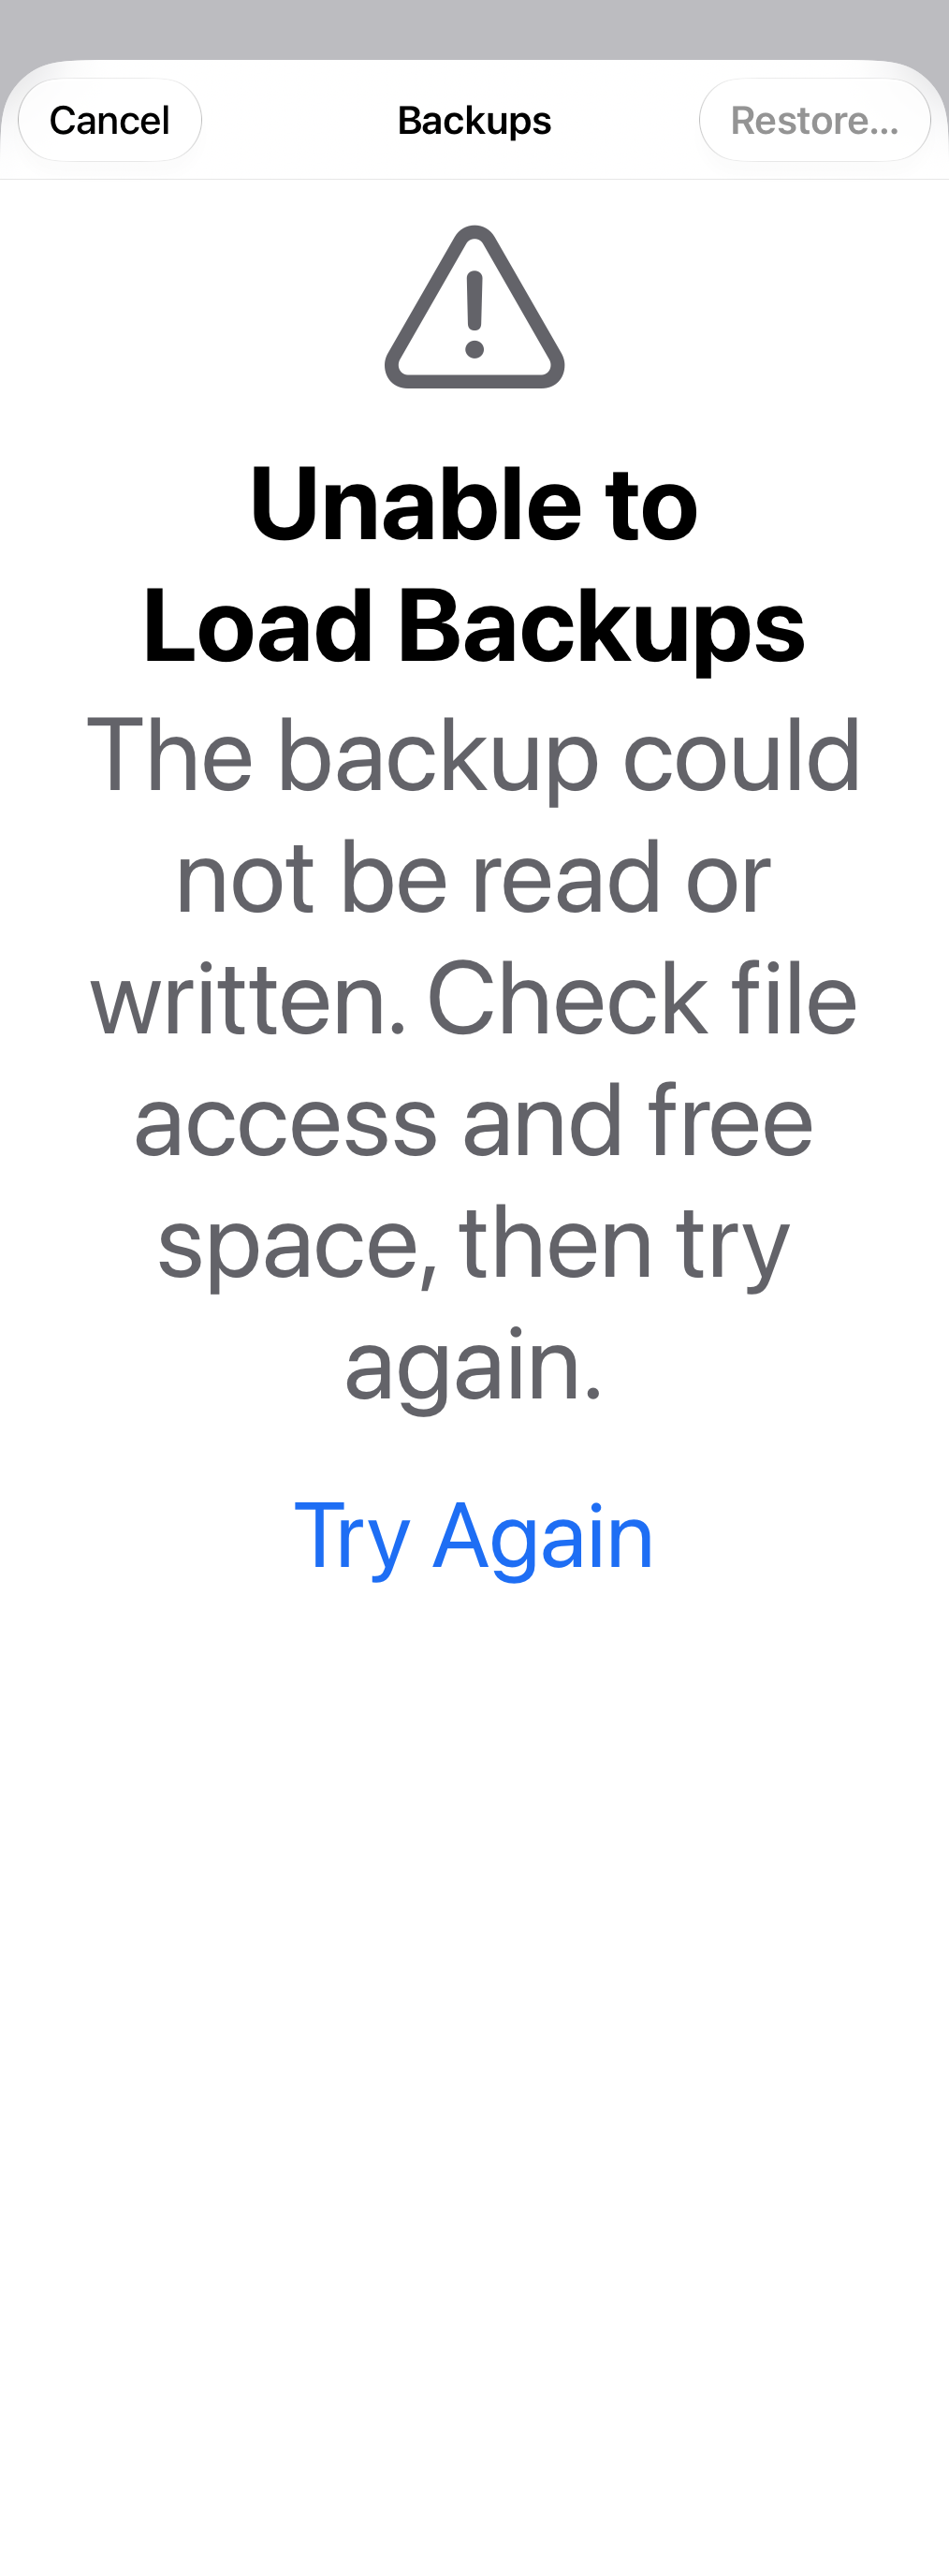 Cancel
Backups
Restore...
Unable to
Load Backups
The backup could
not be read or
written. Check file
access and free
space, then try
again.
Try Again